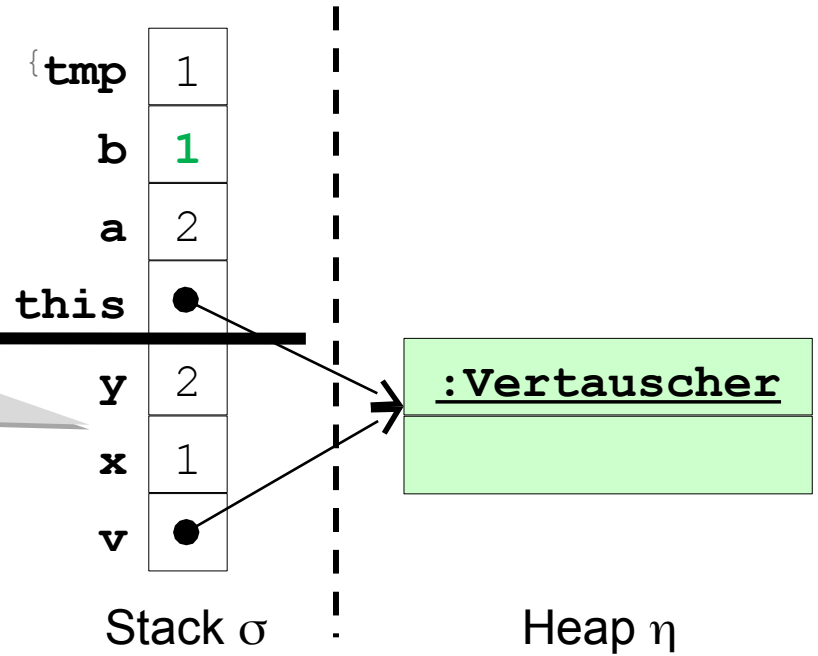 {tmp 1
b 1
a 2
this
y 2
:Vertauscher
x 1
v
Stack σ
Heap η